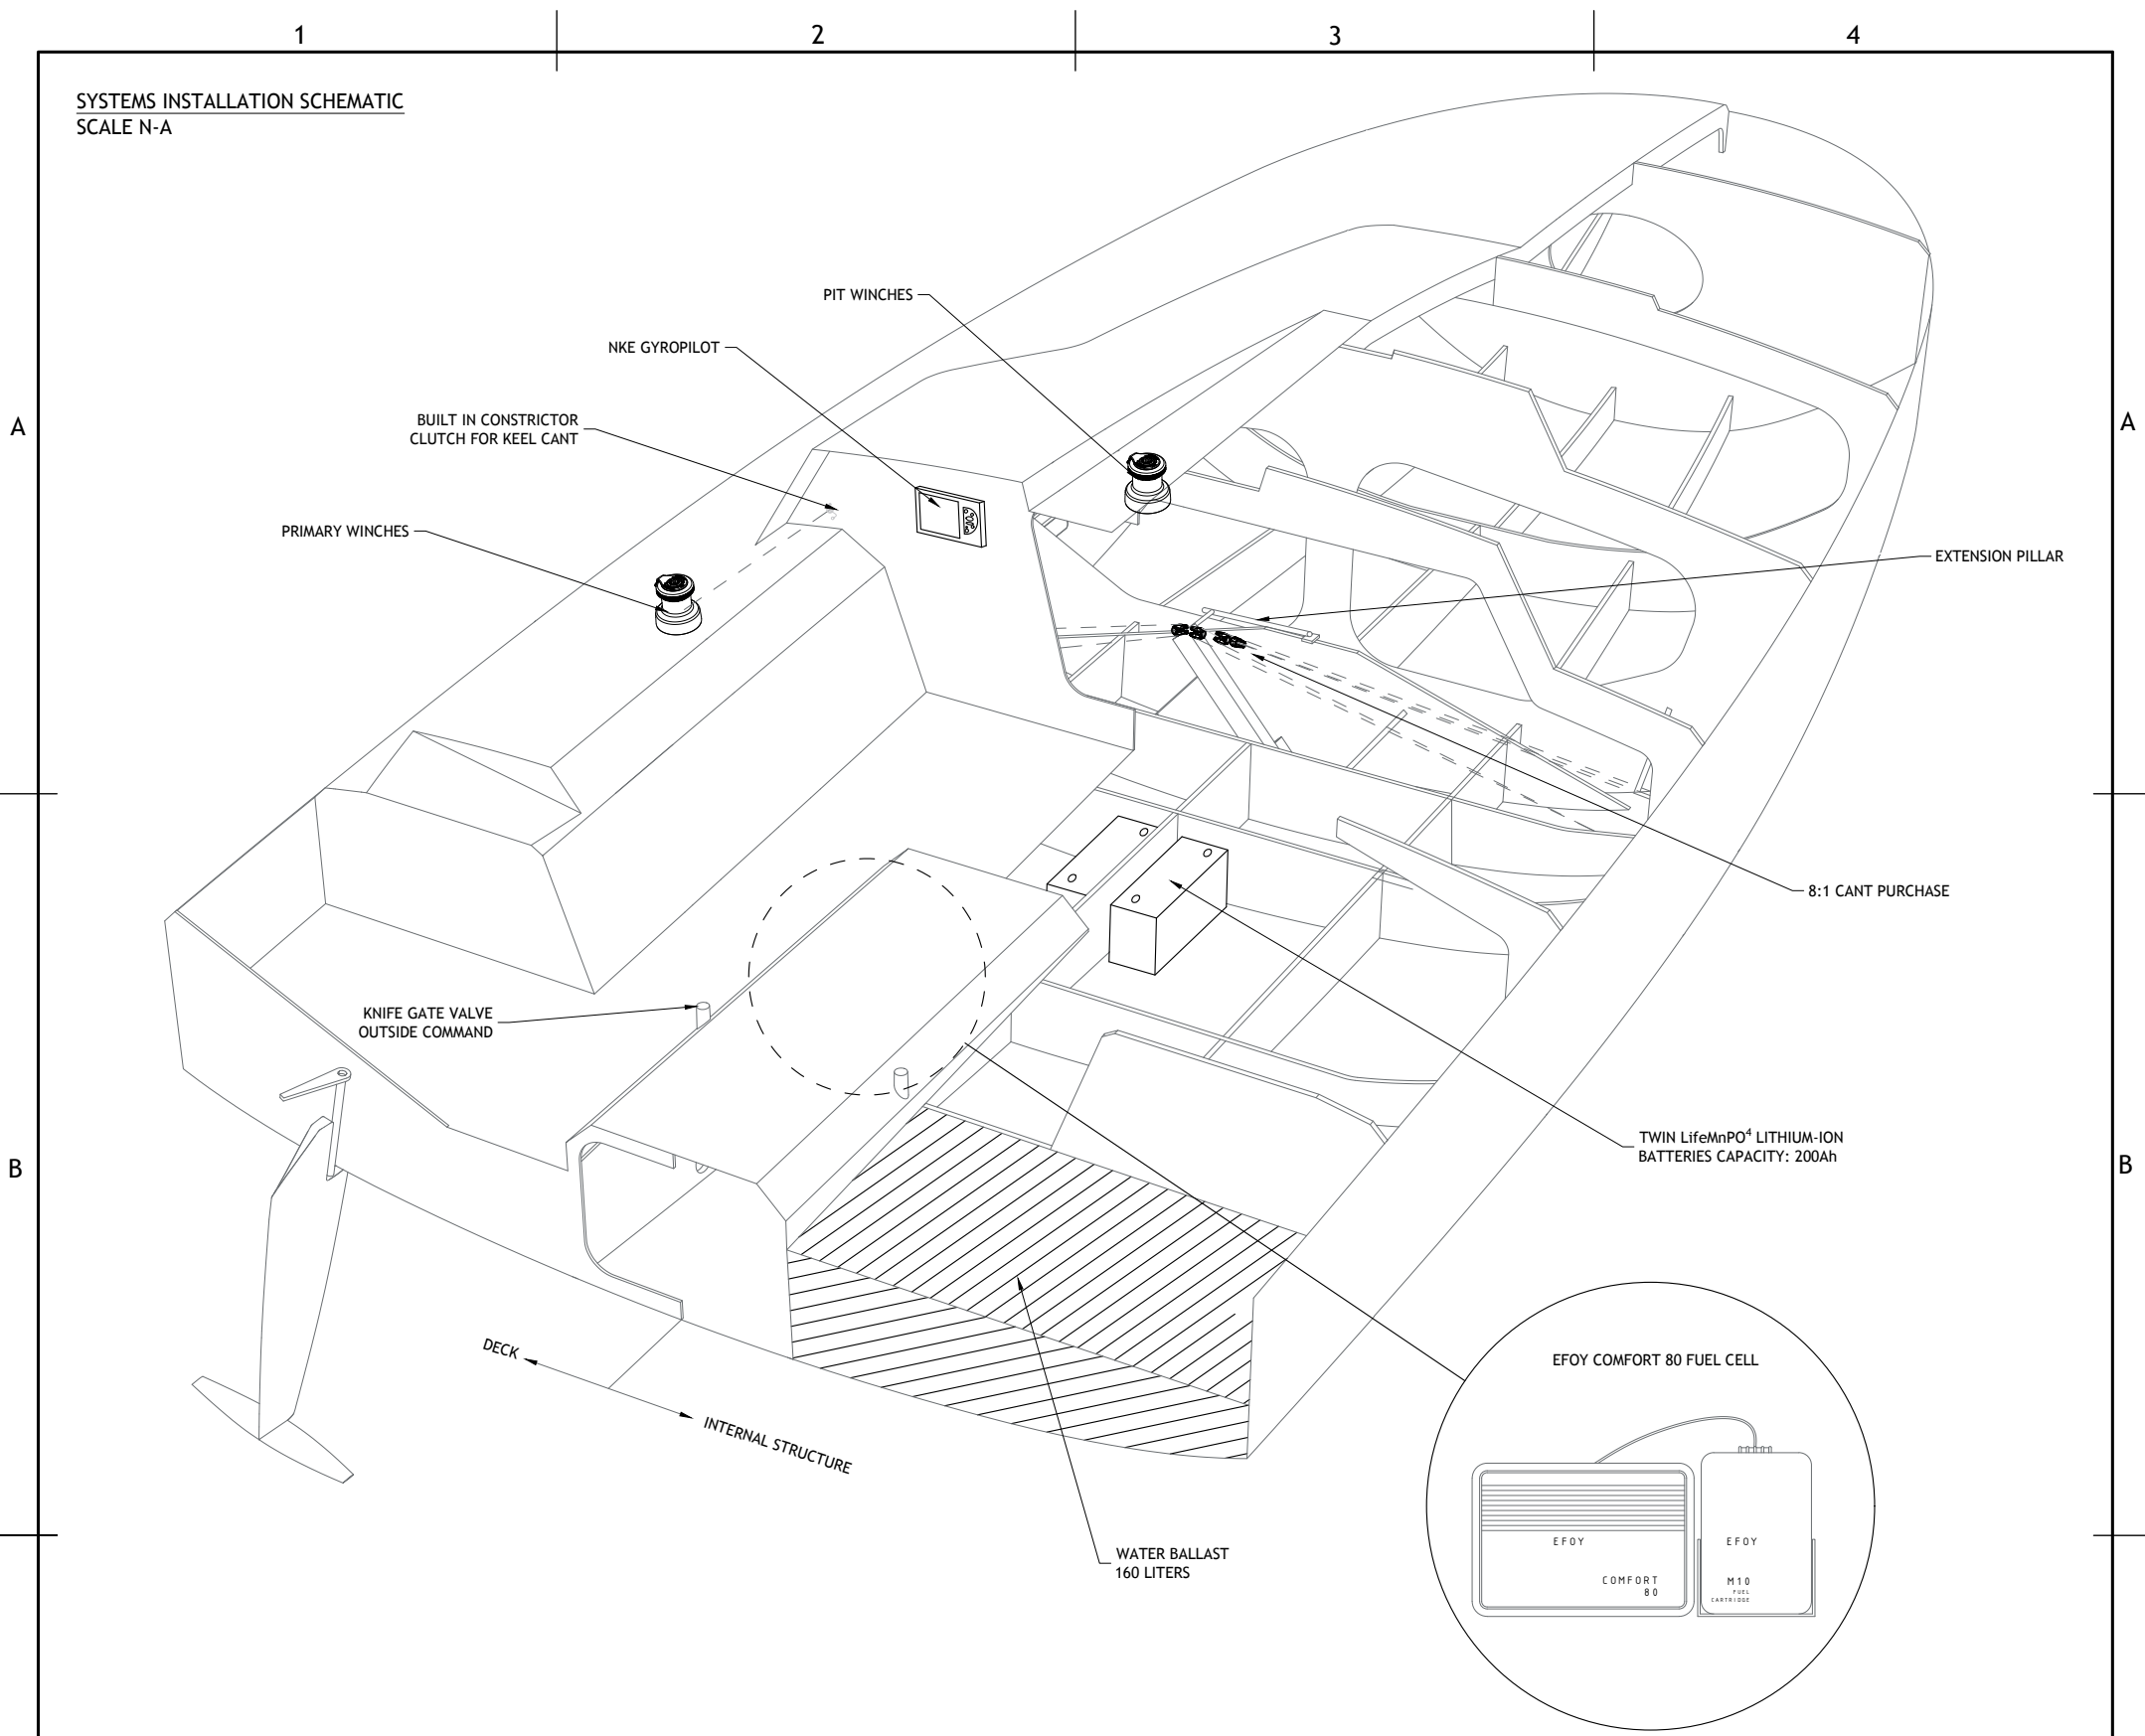 1
2
3
4
SYSTEMS INSTALLATION SCHEMATIC
SCALE N-A
PIT WINCHES
NKE GYROPILOT
BUILT IN CONSTRICTOR
CLUTCH FOR KEEL CANT
A
A
PRIMARY WINCHES
EXTENSION PILLAR
8:1 CANT PURCHASE
KNIFE GATE VALVE
OUTSIDE COMMAND
TWIN LifeMnPO⁴ LITHIUM-ION
BATTERIES CAPACITY: 200Ah
B
B
DECK
INTERNAL STRUCTURE
EFOY COMFORT 80 FUEL CELL
WATER BALLAST
160 LITERS
EFOY
COMFORT
80
EFOY
M10
FUEL
CARTRIDGE